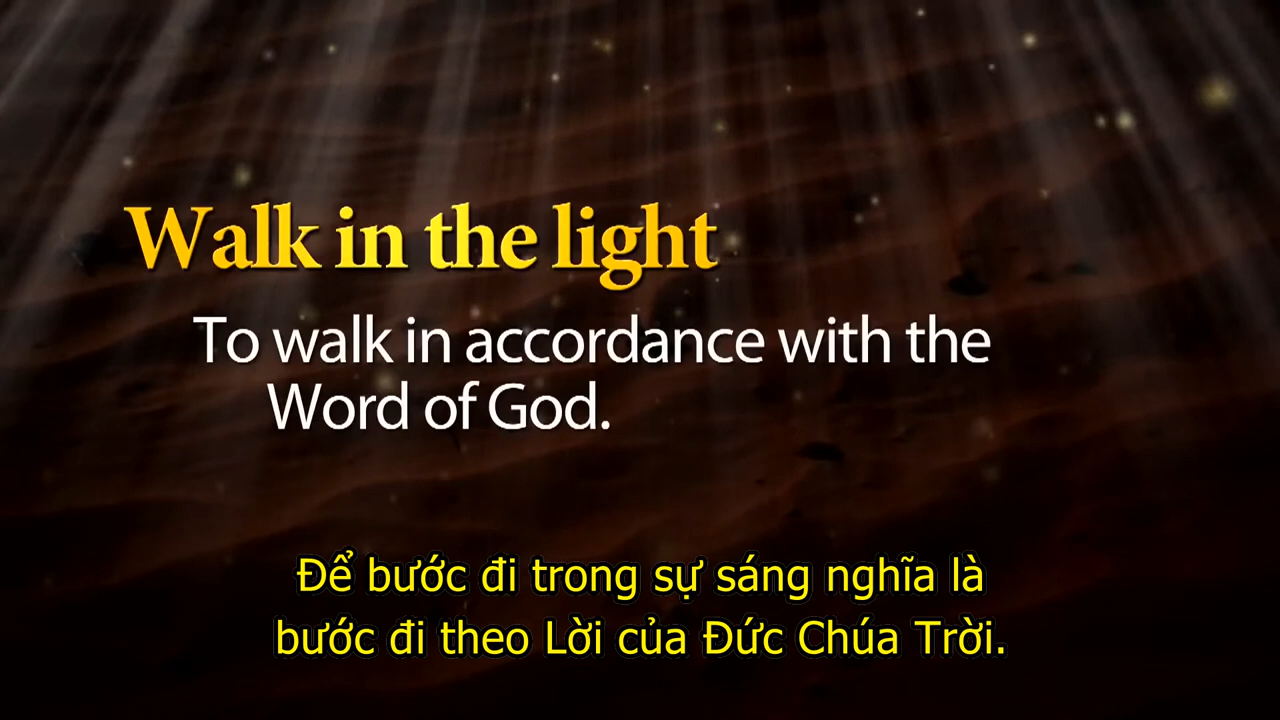 Walk in the light
To walk in accordance with the
Word of God.
Để bước đi trong sự sáng nghĩa là
bước đi theo Lời của Đức Chúa Trời.